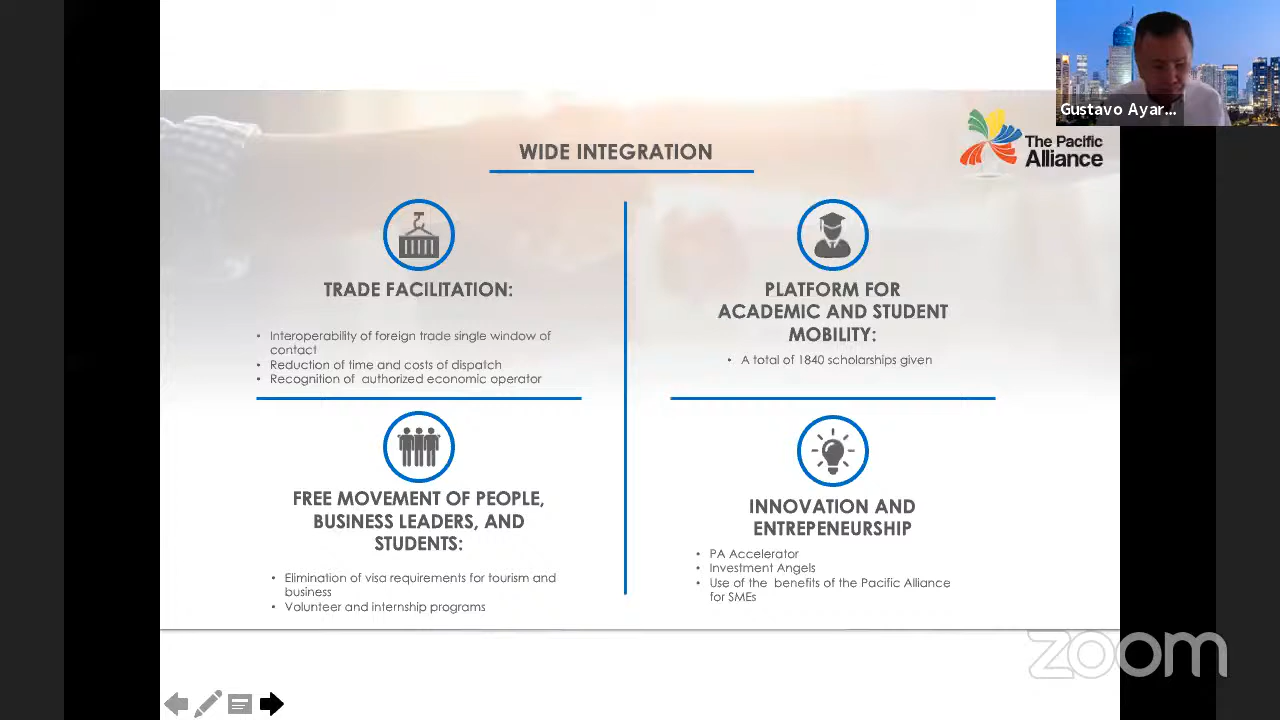 Gustavo Ayar...
The Pacific
Alliance
WIDE INTEGRATION
TRADE FACILITATION:
• Interoperability of foreign trade single window of
contact
• Reduction of time and costs of dispatch
• Recognition of authorized economic operator
PLATFORM FOR
ACADEMIC AND STUDENT
MOBILITY:
• A total of 1840 scholarships given
FREE MOVEMENT OF PEOPLE,
BUSINESS LEADERS, AND
STUDENTS:
• Elimination of visa requirements for tourism and
business
• Volunteer and internship programs
INNOVATION AND
ENTREPENEURSHIP
• PA Accelerator
• Investment Angels
• Use of the benefits of the Pacific Alliance
for SMEs
zoom